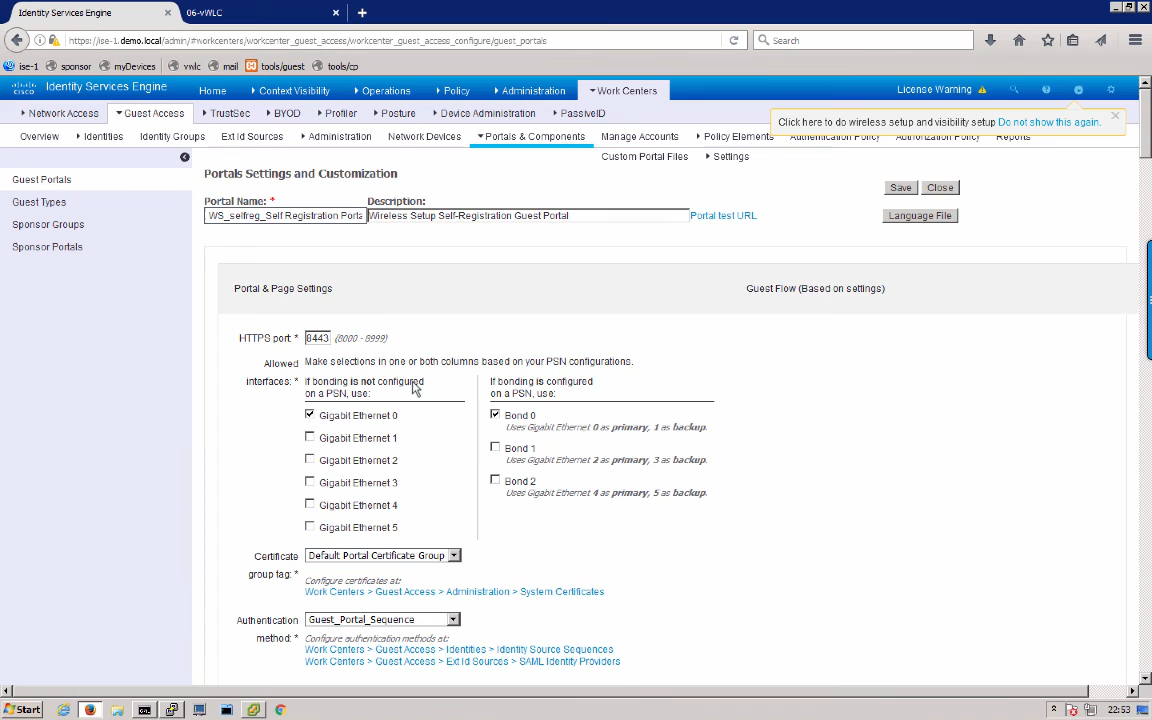 Identity Services Engine
06-vWLC
https://ise-1.demo.local/admin/#workcenters/workcenter_guest_access/workcenter_guest_access_configure/guest_portals
Search
ise-1 sponsor myDevices vwlc mail tools/guest tools/cp
cisco Identity Services Engine Home Context Visibility Operations Policy Administration Work Centers License Warning
Network Access Guest Access TrustSec BYOD Profiler Posture Device Administration PassiveID
Click here to do wireless setup and visibility setup Do not show this again.
Overview Identities Identity Groups Ext Id Sources Administration Network Devices Portals & Components Manage Accounts Policy Elements Authentication Policy Authorization Policy Reports
Custom Portal Files Settings
Guest Portals
Guest Types
Sponsor Groups
Sponsor Portals
Portals Settings and Customization
Save Close
Portal Name: * Description:
WS_selfreg_Self Registration Porta Wireless Setup Self-Registration Guest Portal Portal test URL
Language File
Portal & Page Settings Guest Flow (Based on settings)
HTTPS port: * 8443 (8000 - 8999)
Allowed interfaces: * Make selections in one or both columns based on your PSN configurations.
If bonding is not configured
on a PSN, use:
Gigabit Ethernet 0
Gigabit Ethernet 1
Gigabit Ethernet 2
Gigabit Ethernet 3
Gigabit Ethernet 4
Gigabit Ethernet 5
If bonding is configured
on a PSN, use:
Bond 0
Uses Gigabit Ethernet 0 as primary, 1 as backup.
Bond 1
Uses Gigabit Ethernet 2 as primary, 3 as backup.
Bond 2
Uses Gigabit Ethernet 4 as primary, 5 as backup.
Certificate group tag: * Default Portal Certificate Group
Configure certificates at:
Work Centers > Guest Access > Administration > System Certificates
Authentication method: * Guest_Portal_Sequence
Configure authentication methods at:
Work Centers > Guest Access > Identities > Identity Source Sequences
Work Centers > Guest Access > Ext Id Sources > SAML Identity Providers
Start
22:53